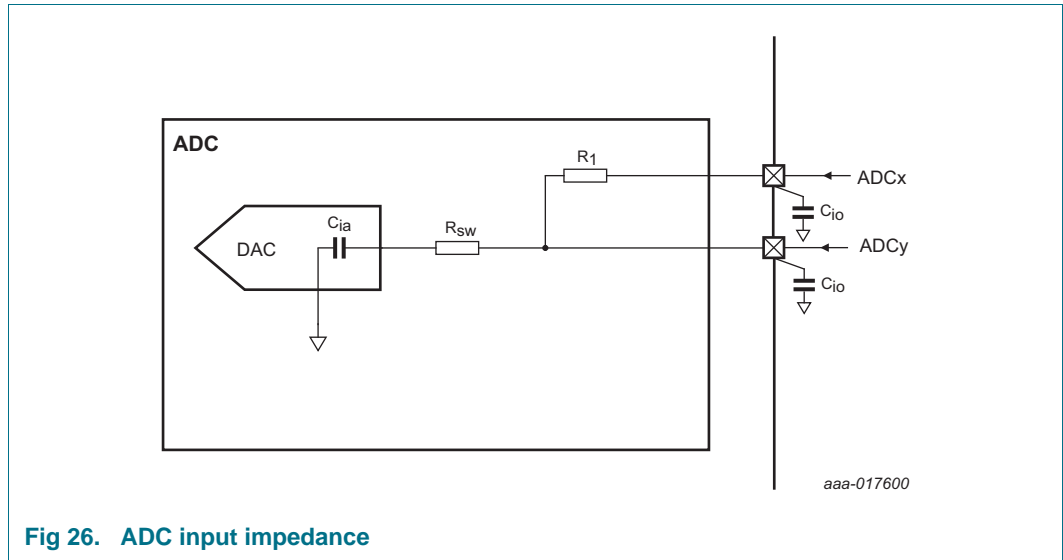 ADC
R1
ADCx
Cio
Cia
Rsw
DAC
ADCy
Cio
aaa-017600
Fig 26. ADC input impedance